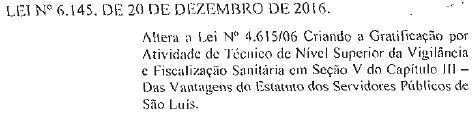 LEI Nº 6.145, DE 20 DE DEZEMBRO DE 2016.
Altera a Lei Nº 4.615/06 Criando a Gratificação por
Atividade de Técnico de Nível Superior da Vigilância
e Fiscalização Sanitária em Seção V do Capítulo III –
Das Vantagens do Estatuto dos Servidores Públicos de
São Luís.